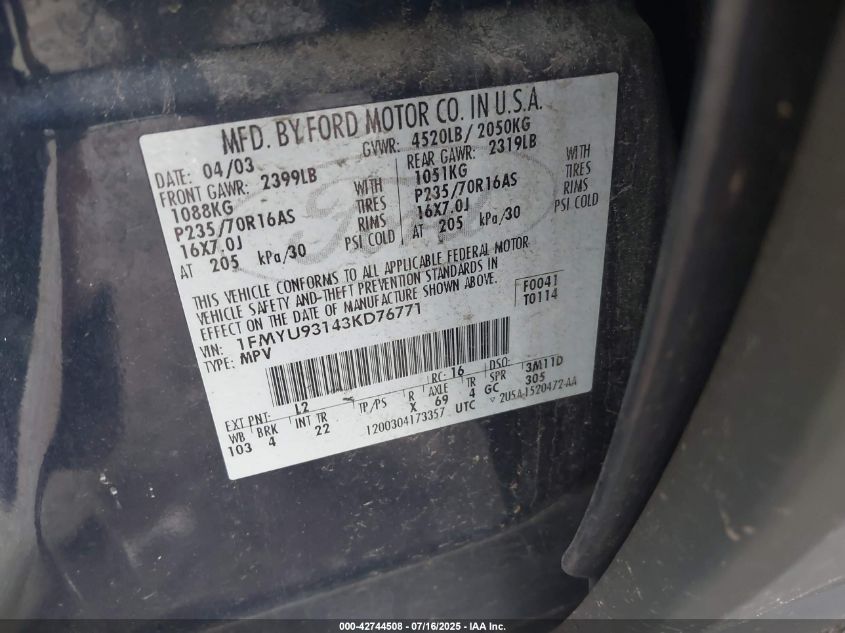 MFD. BY FORD MOTOR CO. IN U.S.A.
DATE: 04/03 GVWR: 4520LB/ 2050KG
FRONT GAWR: 2399LB REAR GAWR: 2319LB
1088KG WITH 1051KG WITH
P235/70R16AS TIRES P235/70R16AS TIRES
16X7.0J RIMS 16X7.0J RIMS
AT 205 kPa/30 PSI COLD AT 205 kPa/30 PSI COLD
THIS VEHICLE CONFORMS TO ALL APPLICABLE FEDERAL MOTOR
VEHICLE SAFETY AND-THEFT PREVENTION STANDARDS IN
EFFECT ON THE DATE OF MANUFACTURE SHOWN ABOVE.
VIN: 1FMYU93143KD76771 F0041
TYPE: MPV T0114
EXT PNT: L2 RC: 16 DSO: 3M11D
WB BRK INT TR TP/PS R AXLE TR SPR
103 4 22 X 69 4 GC 305
1200304173357 UTC 2U5A-1520472-AA
Ford
000-42744508 - 07/16/2025 - IAA Inc.